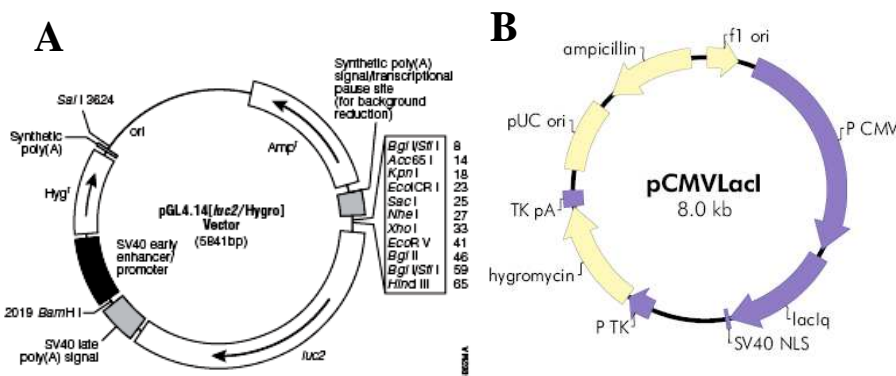 A
Synthetic poly(A)
signal/transcriptional
pause site
(for background
reduction)
Sal I 3624
ori
Synthetic
poly(A)
Ampr
Hygr
Bgl I/Sfi I 8
Acc65 I 14
Kpn I 18
EcoICR I 23
Sac I 25
Nhe I 27
Xho I 33
EcoR V 41
Bgl II 46
Bgl I/Sfi I 59
Hind III 65
pGL4.14[luc2/Hygro]
Vector
(5841bp)
SV40 early
enhancer/
promoter
2019 BamH I
SV40 late
poly(A) signal
luc2
B
f1 ori
ampicillin
P CMV
pUC ori
pCMVLacI
8.0 kb
TK pA
hygromycin
P TK
lacIq
SV40 NLS